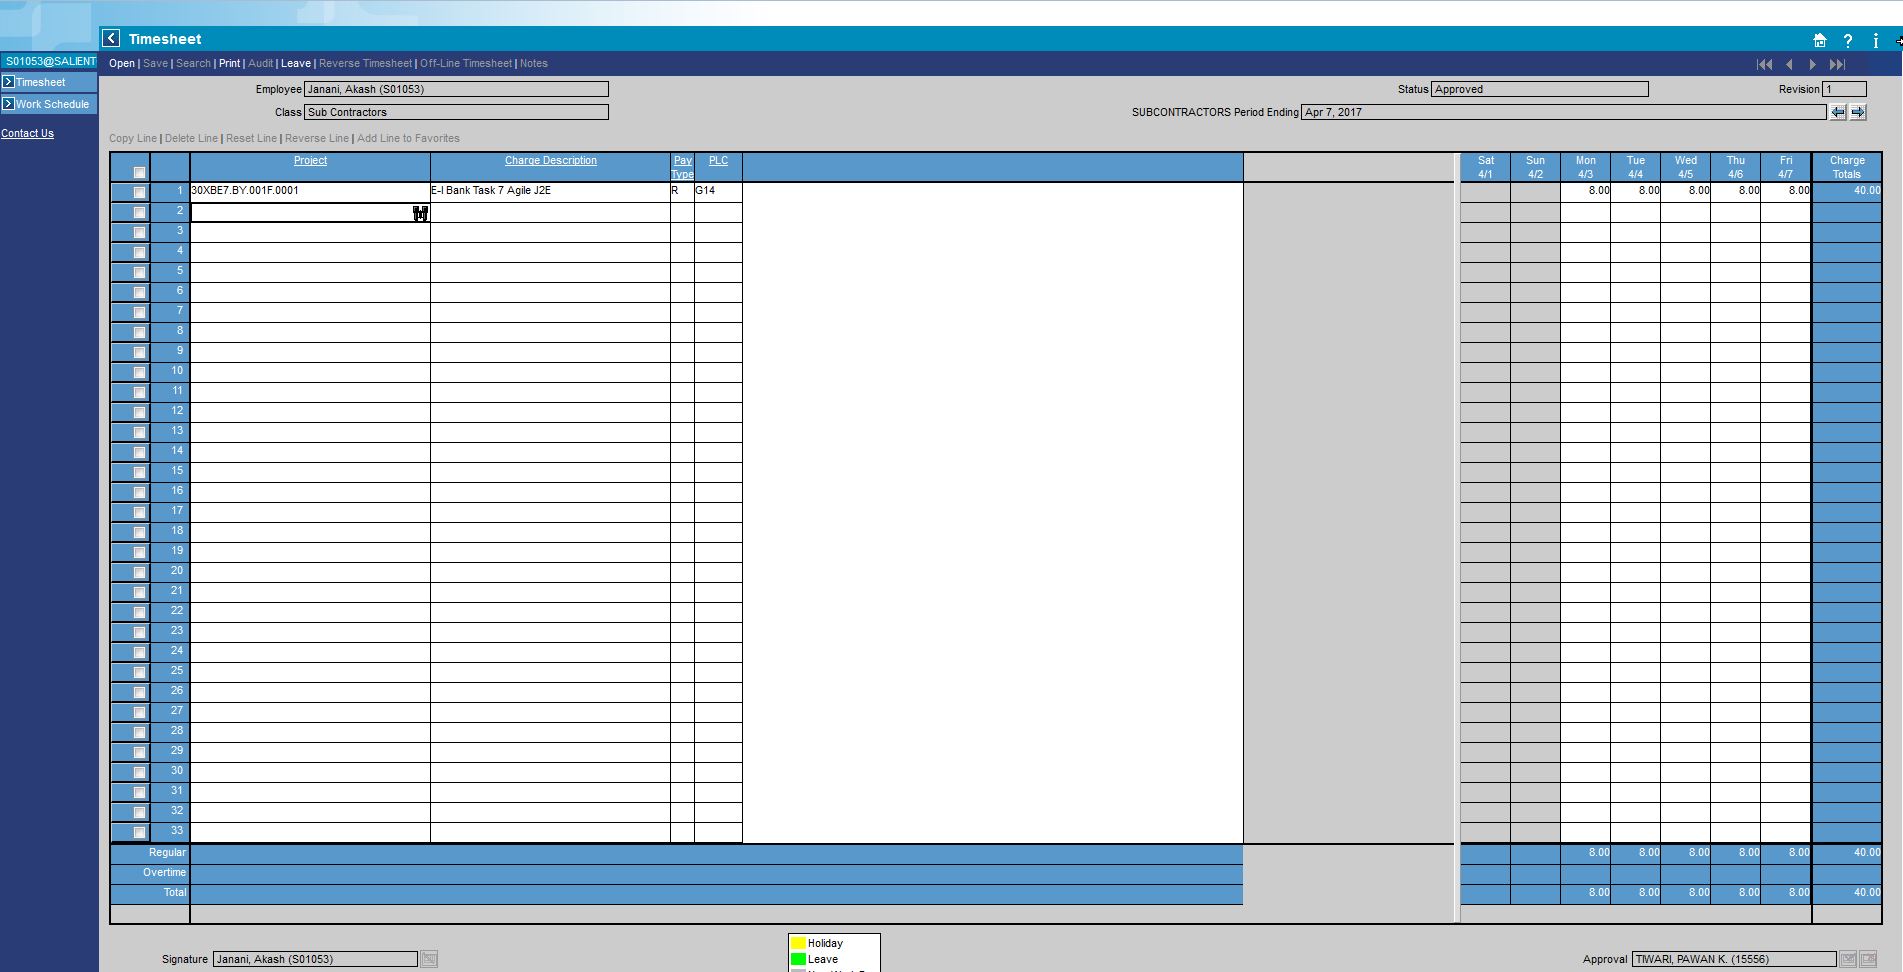 Timesheet
S01053@SALIENT
Open | Save | Search | Print | Audit | Leave | Reverse Timesheet | Off-Line Timesheet | Notes
Timesheet
Work Schedule
Contact Us
Employee Janani, Akash (S01053) Status Approved Revision 1
Class Sub Contractors SUBCONTRACTORS Period Ending Apr 7, 2017
Copy Line | Delete Line | Reset Line | Reverse Line | Add Line to Favorites
Project Charge Description Pay Type PLC Sat 4/1 Sun 4/2 Mon 4/3 Tue 4/4 Wed 4/5 Thu 4/6 Fri 4/7 Charge Totals
1 30XBE7.BY.001F.0001 E-I Bank Task 7 Agile J2E R G14 8.00 8.00 8.00 8.00 8.00 40.00
2
3
4
5
6
7
8
9
10
11
12
13
14
15
16
17
18
19
20
21
22
23
24
25
26
27
28
29
30
31
32
33
Regular 8.00 8.00 8.00 8.00 8.00 40.00
Overtime
Total 8.00 8.00 8.00 8.00 8.00 40.00
Holiday
Leave
Signature Janani, Akash (S01053) Approval TIWARI, PAWAN K. (15556)